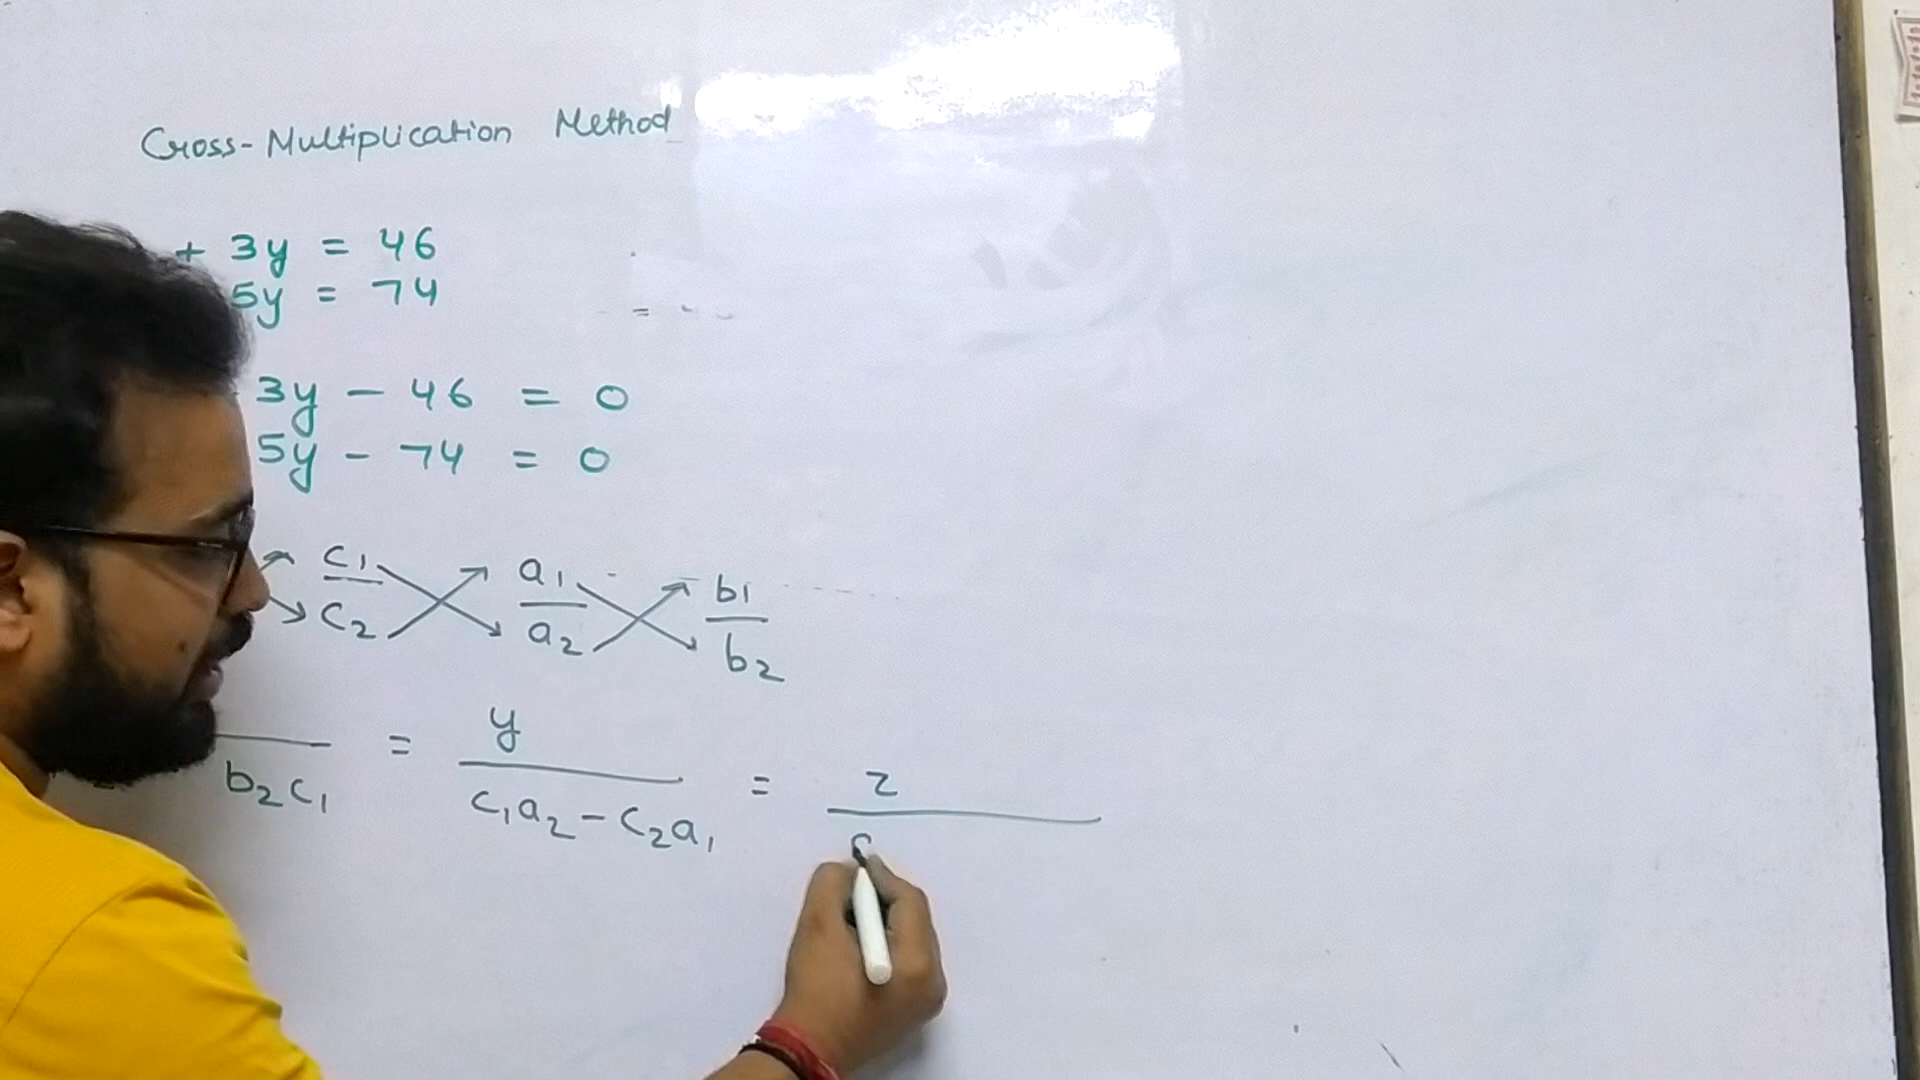 Cross-Multiplication Method
+ 3y = 46
5y = 74
3y - 46 = 0
5y - 74 = 0
c1 a1 b1
c2 a2 b2
y
= =
z
b2c1 c1a2 - c2a1